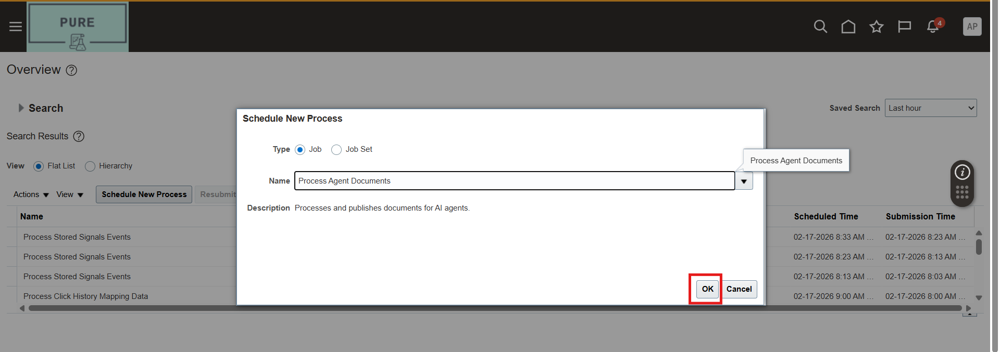 PURE
4
AP
Overview ?
Search
Saved Search Last hour
Search Results ?
View Flat List Hierarchy
Actions View Schedule New Process Resubmit
Name Scheduled Time Submission Time
Process Stored Signals Events 02-17-2026 8:33 AM ... 02-17-2026 8:23 AM ...
Process Stored Signals Events 02-17-2026 8:23 AM ... 02-17-2026 8:13 AM ...
Process Stored Signals Events 02-17-2026 8:13 AM ... 02-17-2026 8:03 AM ...
Process Click History Mapping Data 02-17-2026 9:00 AM ... 02-17-2026 8:00 AM ...
Schedule New Process
Type Job Job Set
Process Agent Documents
Name Process Agent Documents
Description Processes and publishes documents for AI agents.
OK Cancel
i